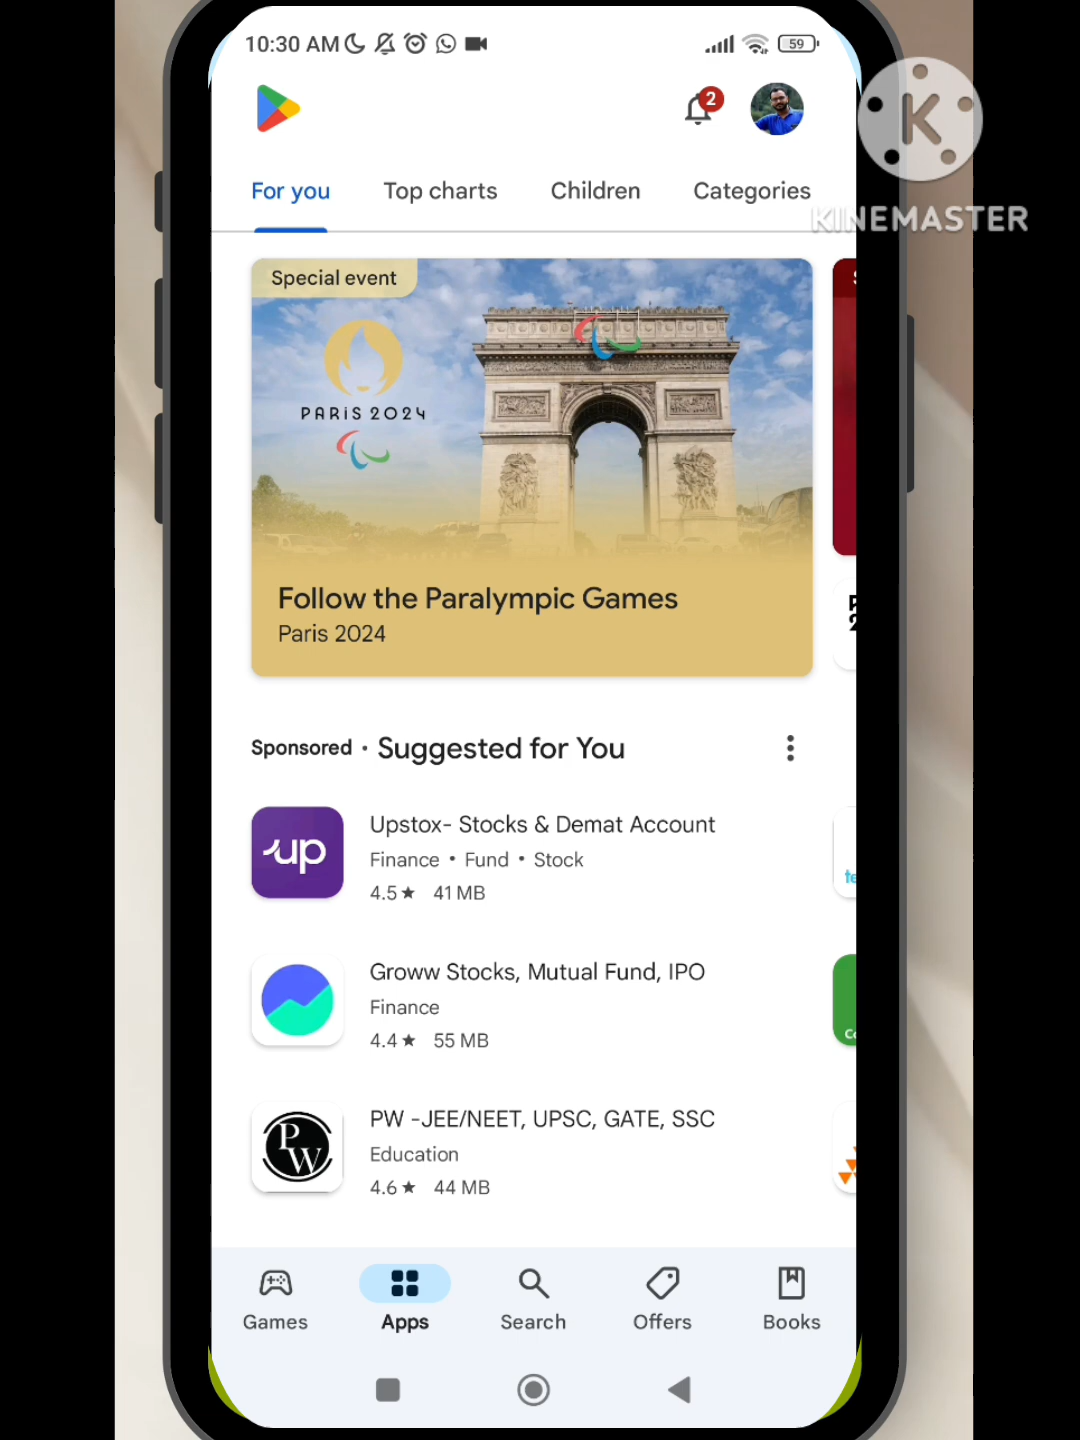 10:30 AM
59
2
For you Top charts Children Categories
KINEMASTER
K
Special event
PARIS 2024
Follow the Paralympic Games
Paris 2024
Sponsored • Suggested for You
up
Upstox- Stocks & Demat Account
Finance • Fund • Stock
4.5★ 41 MB
te
Groww Stocks, Mutual Fund, IPO
Finance
4.4★ 55 MB
PW
PW -JEE/NEET, UPSC, GATE, SSC
Education
4.6★ 44 MB
Games Apps Search Offers Books